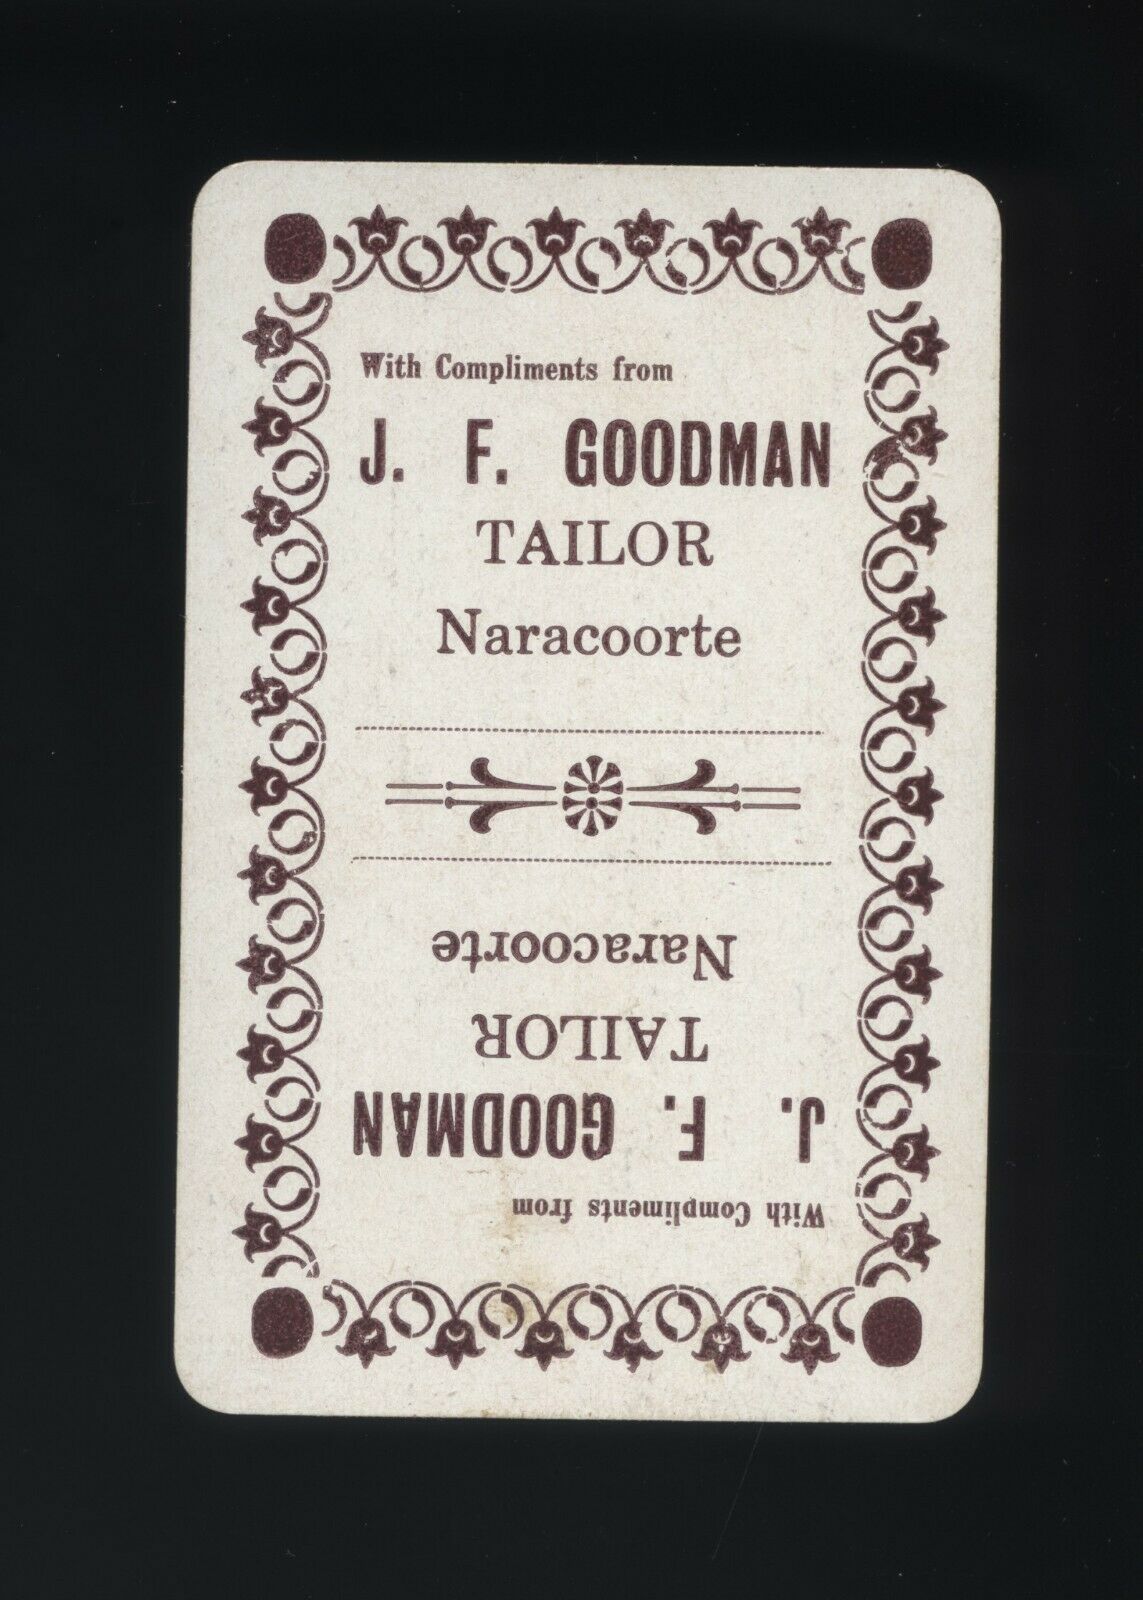 With Compliments from
J. F. GOODMAN
TAILOR
Naracoorte
With Compliments from
J. F. GOODMAN
TAILOR
Naracoorte